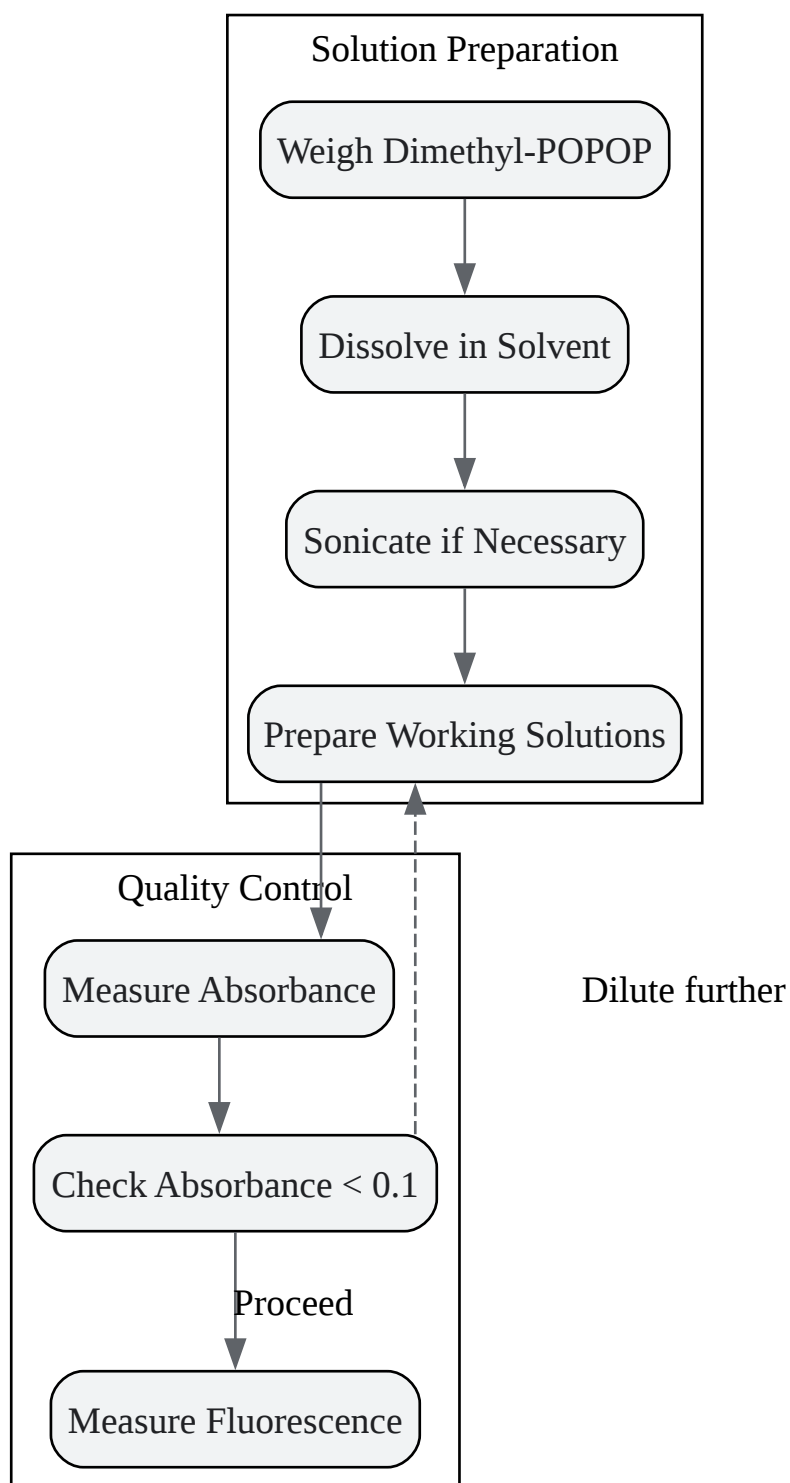 Solution Preparation
Weigh Dimethyl-POPOP
Dissolve in Solvent
Sonicate if Necessary
Prepare Working Solutions
Quality Control
Measure Absorbance
Dilute further
Check Absorbance < 0.1
Proceed
Measure Fluorescence